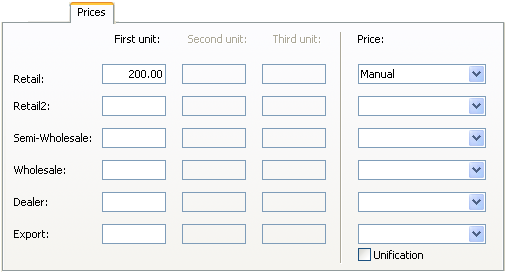 Prices
First unit: Second unit: Third unit: Price:
Retail: 200.00 Manual
Retail2:
Semi-Wholesale:
Wholesale:
Dealer:
Export:
Unification